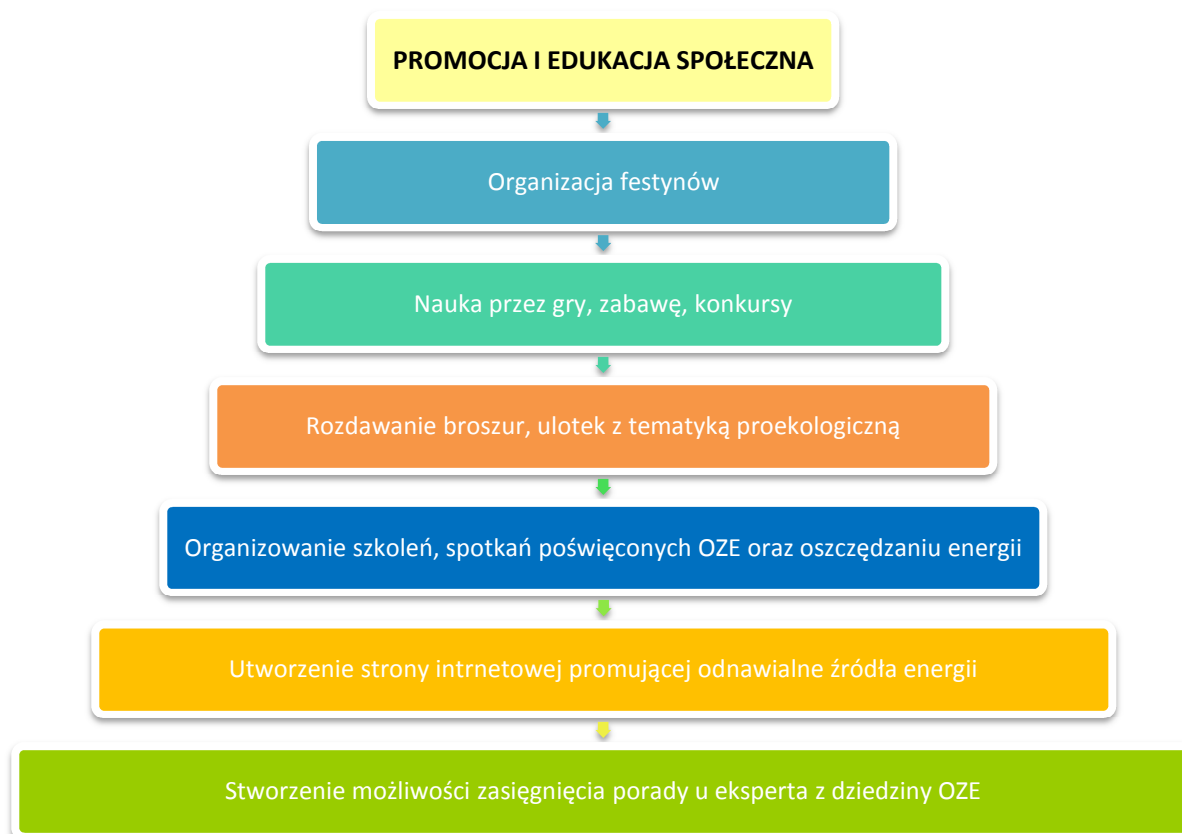 PROMOCJA I EDUKACJA SPOŁECZNA
Organizacja festynów
Nauka przez gry, zabawę, konkursy
Rozdawanie broszur, ulotek z tematyką proekologiczną
Organizowanie szkoleń, spotkań poświęconych OZE oraz oszczędzaniu energii
Utworzenie strony intrnetowej promującej odnawialne źródła energii
Stworzenie możliwości zasięgnięcia porady u eksperta z dziedziny OZE